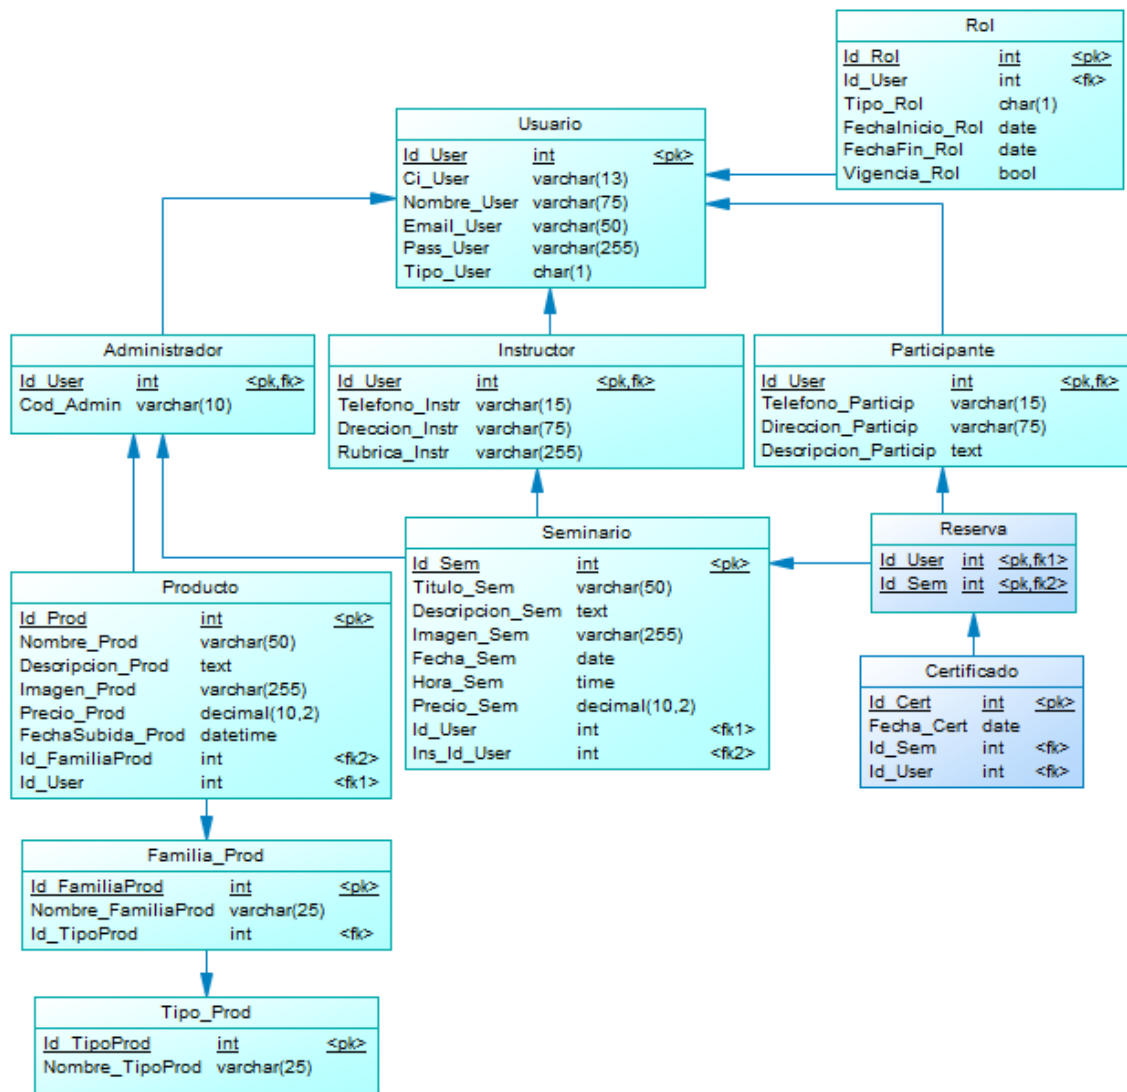 Rol
Id_Rol int <pk>
Id_User int <fk>
Tipo_Rol char(1)
FechaInicio_Rol date
FechaFin_Rol date
Vigencia_Rol bool
Usuario
Id_User int <pk>
Ci_User varchar(13)
Nombre_User varchar(75)
Email_User varchar(50)
Pass_User varchar(255)
Tipo_User char(1)
Administrador
Id_User int <pk,fk>
Cod_Admin varchar(10)
Instructor
Id_User int <pk,fk>
Telefono_Instr varchar(15)
Dreccion_Instr varchar(75)
Rubrica_Instr varchar(255)
Participante
Id_User int <pk,fk>
Telefono_Particip varchar(15)
Direccion_Particip varchar(75)
Descripcion_Particip text
Reserva
Id_User int <pk,fk1>
Id_Sem int <pk,fk2>
Seminario
Id_Sem int <pk>
Titulo_Sem varchar(50)
Descripcion_Sem text
Imagen_Sem varchar(255)
Fecha_Sem date
Hora_Sem time
Precio_Sem decimal(10,2)
Id_User int <fk1>
Ins_Id_User int <fk2>
Producto
Id_Prod int <pk>
Nombre_Prod varchar(50)
Descripcion_Prod text
Imagen_Prod varchar(255)
Precio_Prod decimal(10,2)
FechaSubida_Prod datetime
Id_FamiliaProd int <fk2>
Id_User int <fk1>
Certificado
Id_Cert int <pk>
Fecha_Cert date
Id_Sem int <fk>
Id_User int <fk>
Familia_Prod
Id_FamiliaProd int <pk>
Nombre_FamiliaProd varchar(25)
Id_TipoProd int <fk>
Tipo_Prod
Id_TipoProd int <pk>
Nombre_TipoProd varchar(25)